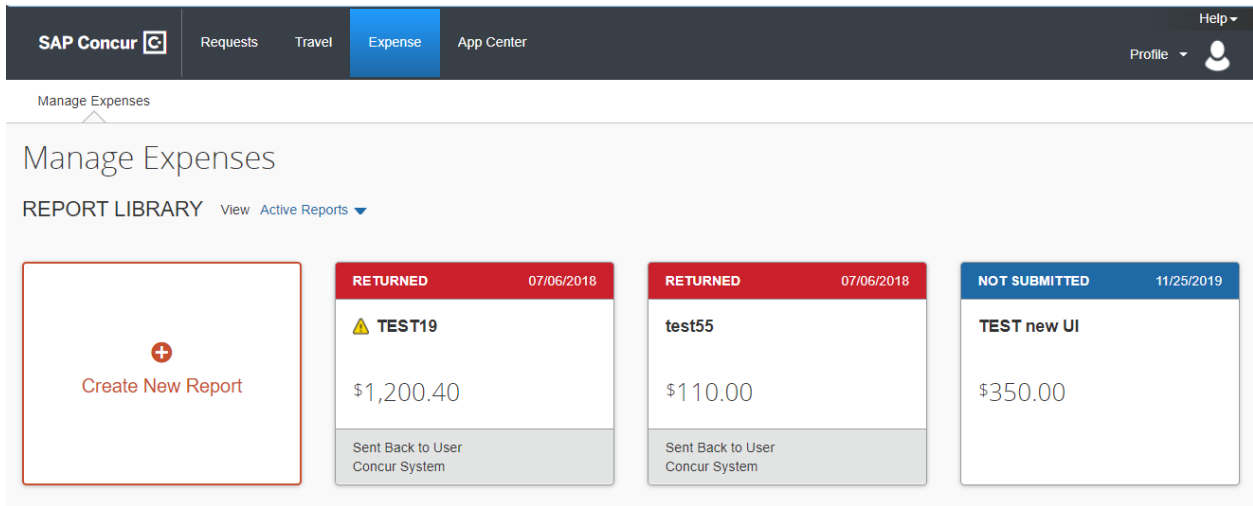 Help
SAP Concur C
Requests
Travel
Expense
App Center
Profile
Manage Expenses
Manage Expenses
REPORT LIBRARY View Active Reports
Create New Report
RETURNED 07/06/2018
TEST19
$1,200.40
Sent Back to User
Concur System
RETURNED 07/06/2018
test55
$110.00
Sent Back to User
Concur System
NOT SUBMITTED 11/25/2019
TEST new UI
$350.00